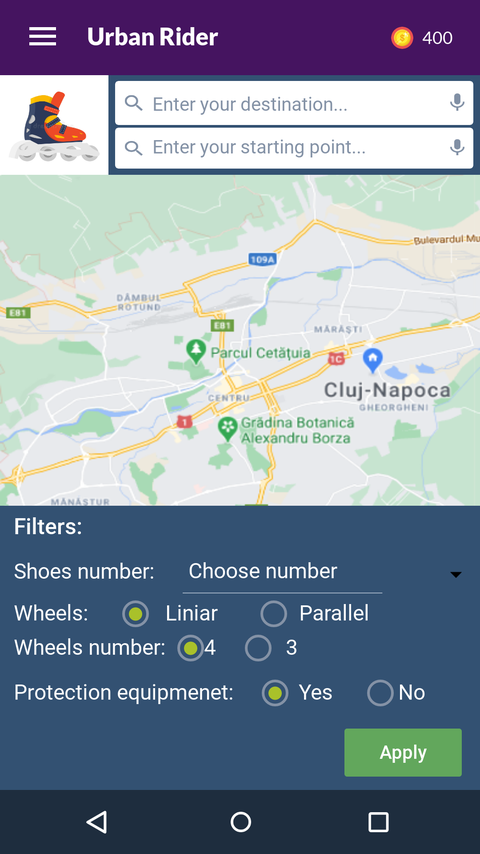 Urban Rider
400
Enter your destination...
Enter your starting point...
Bulevardul Mu
109A
DÂMBUL
ROTUND
E81
E81
MĂRĂȘTI
Parcul Cetățuia
1C
Cluj-Napoca
CENTRU
GHEORGHENI
1
Grădina Botanică
Alexandru Borza
MĂNĂȘTUR
Filters:
Shoes number: Choose number
Wheels: Liniar Parallel
Wheels number: 4 3
Protection equipmenet: Yes No
Apply